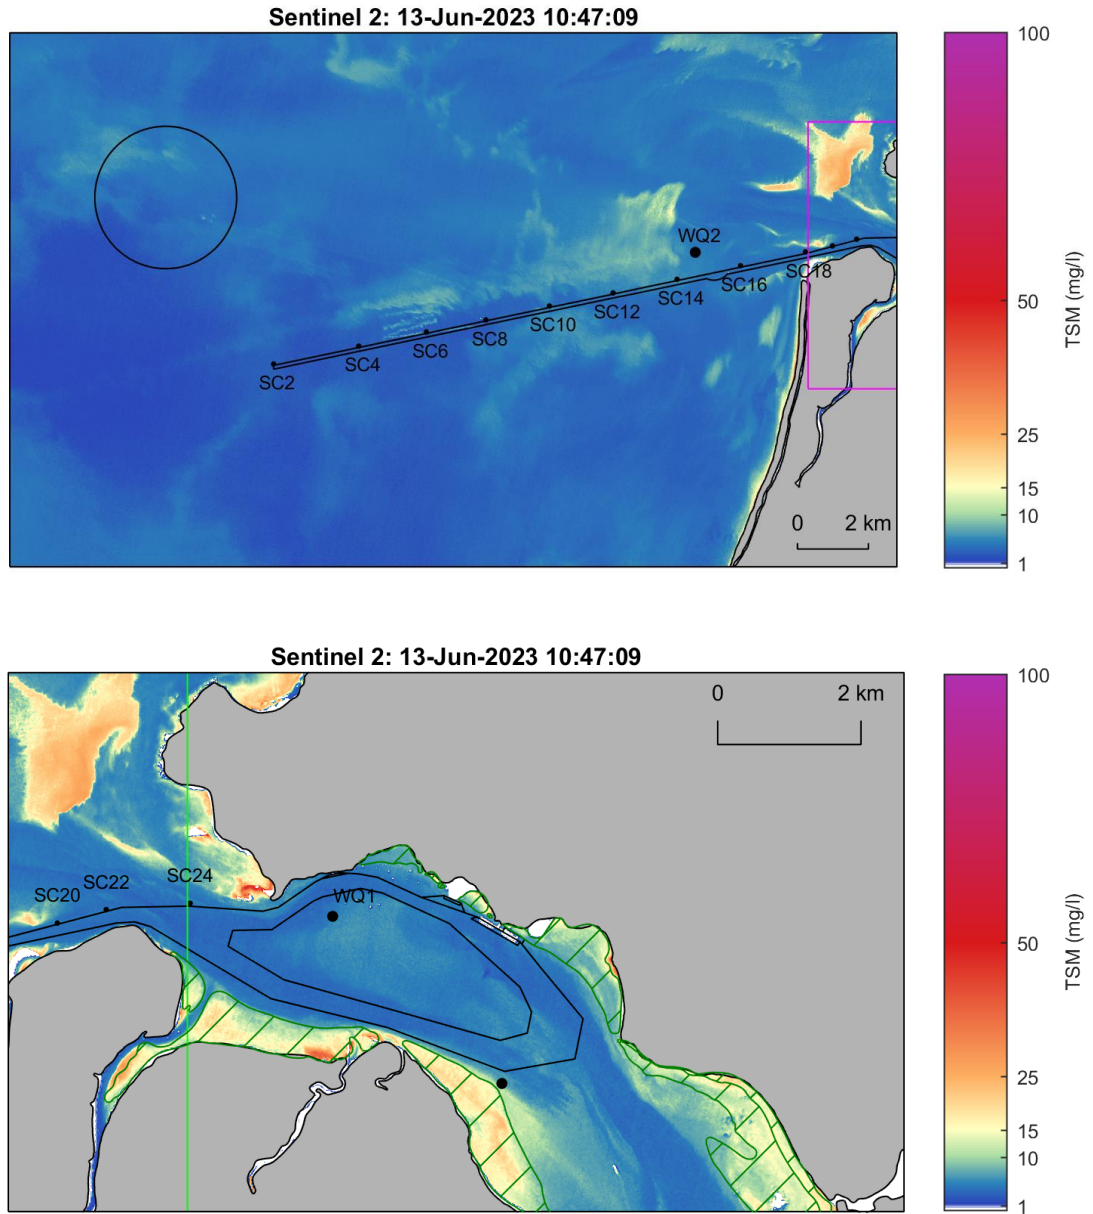 Sentinel 2: 13-Jun-2023 10:47:09
100
WQ2
SC18
SC16
SC14
SC12
SC10
SC8
SC6
SC4
SC2
50
TSM (mg/l)
25
15
10
1
0 2 km
Sentinel 2: 13-Jun-2023 10:47:09
100
0 2 km
SC20
SC22
SC24
WQ1
50
TSM (mg/l)
25
15
10
1